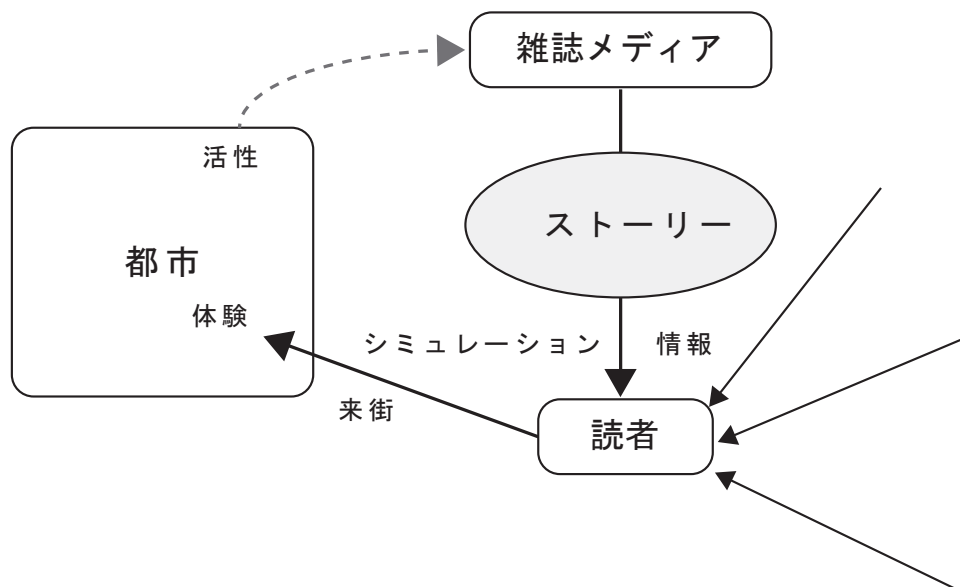 雑誌メディア
活性
ストーリー
都市
体験
シミュレーション
情報
来街
読者